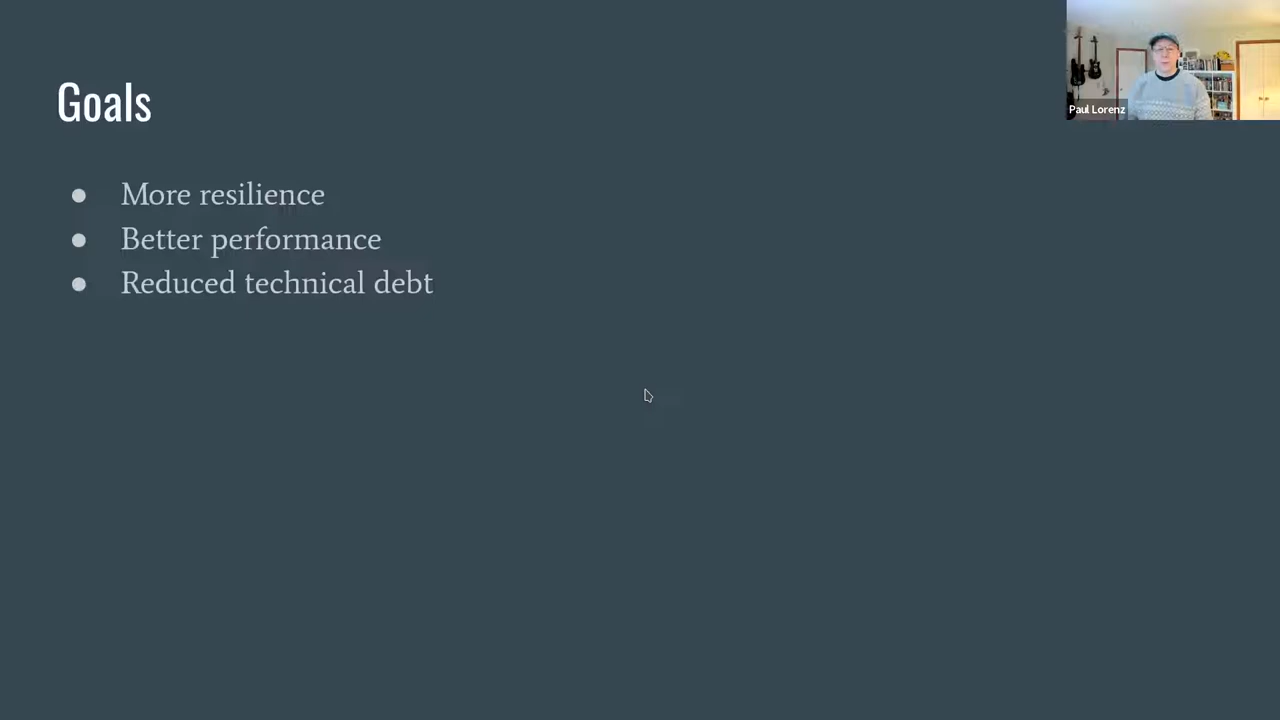 Goals
More resilience
Better performance
Reduced technical debt
Paul Lorenz